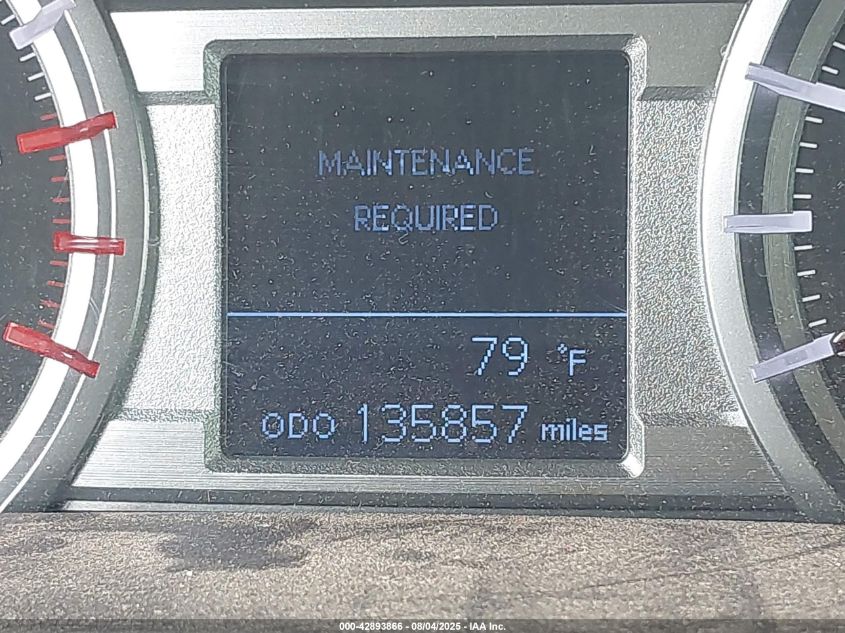 MAINTENANCE
REQUIRED
79 °F
ODO 135857 miles
000-42893866 - 08/04/2025 - IAA Inc.